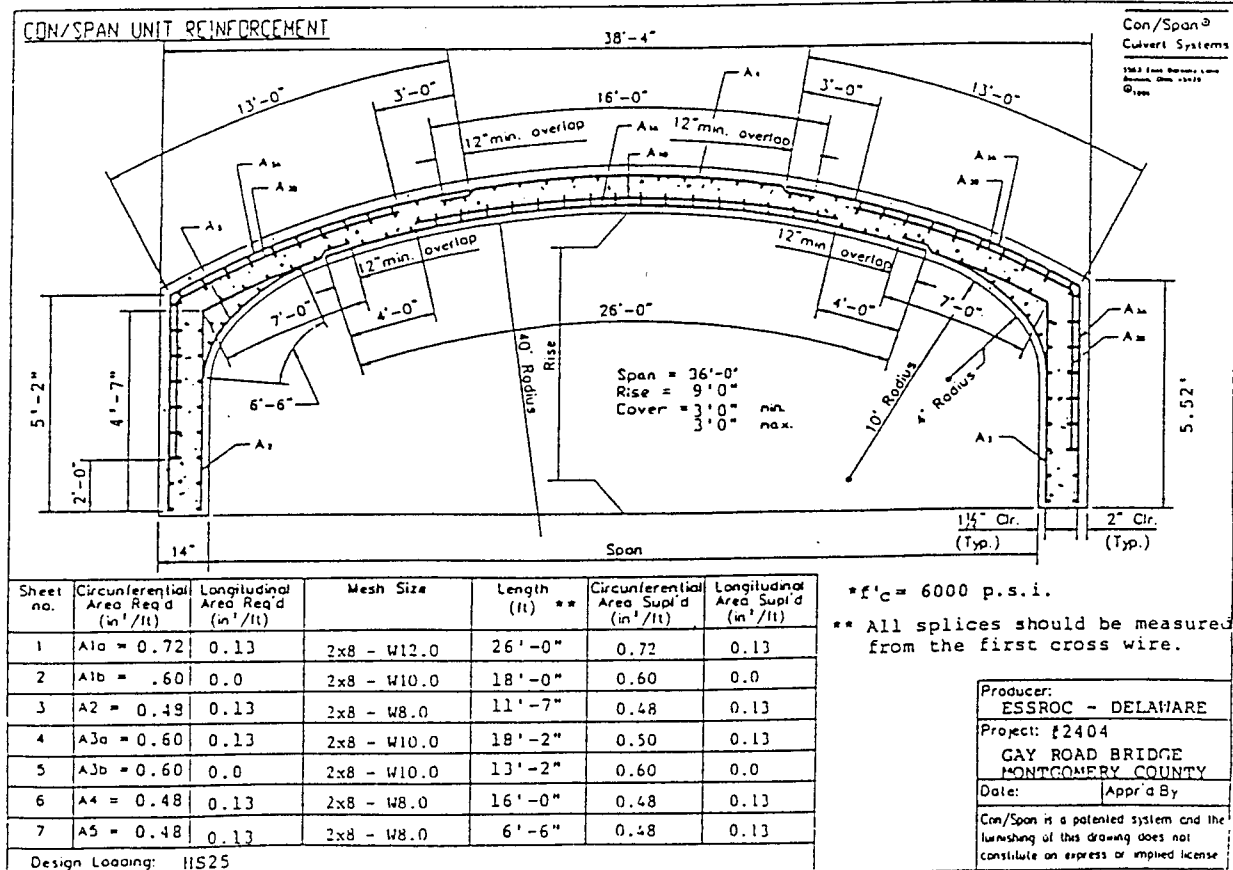 CON/SPAN UNIT REINFORCEMENT
Con/Span
Culvert Systems
38'-4"
13'-0"
3'-0"
16'-0"
A4
3'-0"
13'-0"
12"min. overlap
12"min. overlap
12"min. overlap
12"min. overlap
7'-0"
4'-0"
26'-0"
4'-0"
7'-0"
40' Radius
Rise
10' Radius
Radius
6'-6"
Span = 36'-0"
Rise = 9'0"
Cover = 3'0" min.
3'0" max.
5'-2"
4'-7"
2'-0"
A2
5.52'
14"
Span
1½" Clr.
(Typ.)
2" Clr.
(Typ.)
Sheet no. Circumferential Area Req'd (in²/ft) Longitudinal Area Req'd (in²/ft) Mesh Size Length (ft) ** Circumferential Area Supl'd (in²/ft) Longitudinal Area Supl'd (in²/ft)
1 A1a = 0.72 0.13 2x8 - W12.0 26'-0" 0.72 0.13
2 A1b = .60 0.0 2x8 - W10.0 18'-0" 0.60 0.0
3 A2 = 0.48 0.13 2x8 - W8.0 11'-7" 0.48 0.13
4 A3a = 0.60 0.13 2x8 - W10.0 18'-2" 0.50 0.13
5 A3b = 0.60 0.0 2x8 - W10.0 13'-2" 0.60 0.0
6 A4 = 0.48 0.13 2x8 - W8.0 16'-0" 0.48 0.13
7 A5 = 0.48 0.13 2x8 - W8.0 6'-6" 0.48 0.13
Design Loading: HS25
*f'c = 6000 p.s.i.
** All splices should be measured
from the first cross wire.
Producer:
ESSROC - DELAWARE
Project: #2404
GAY ROAD BRIDGE
MONTGOMERY COUNTY
Date: Appr'd By
Con/Span is a patented system and the
furnishing of this drawing does not
constitute an express or implied license